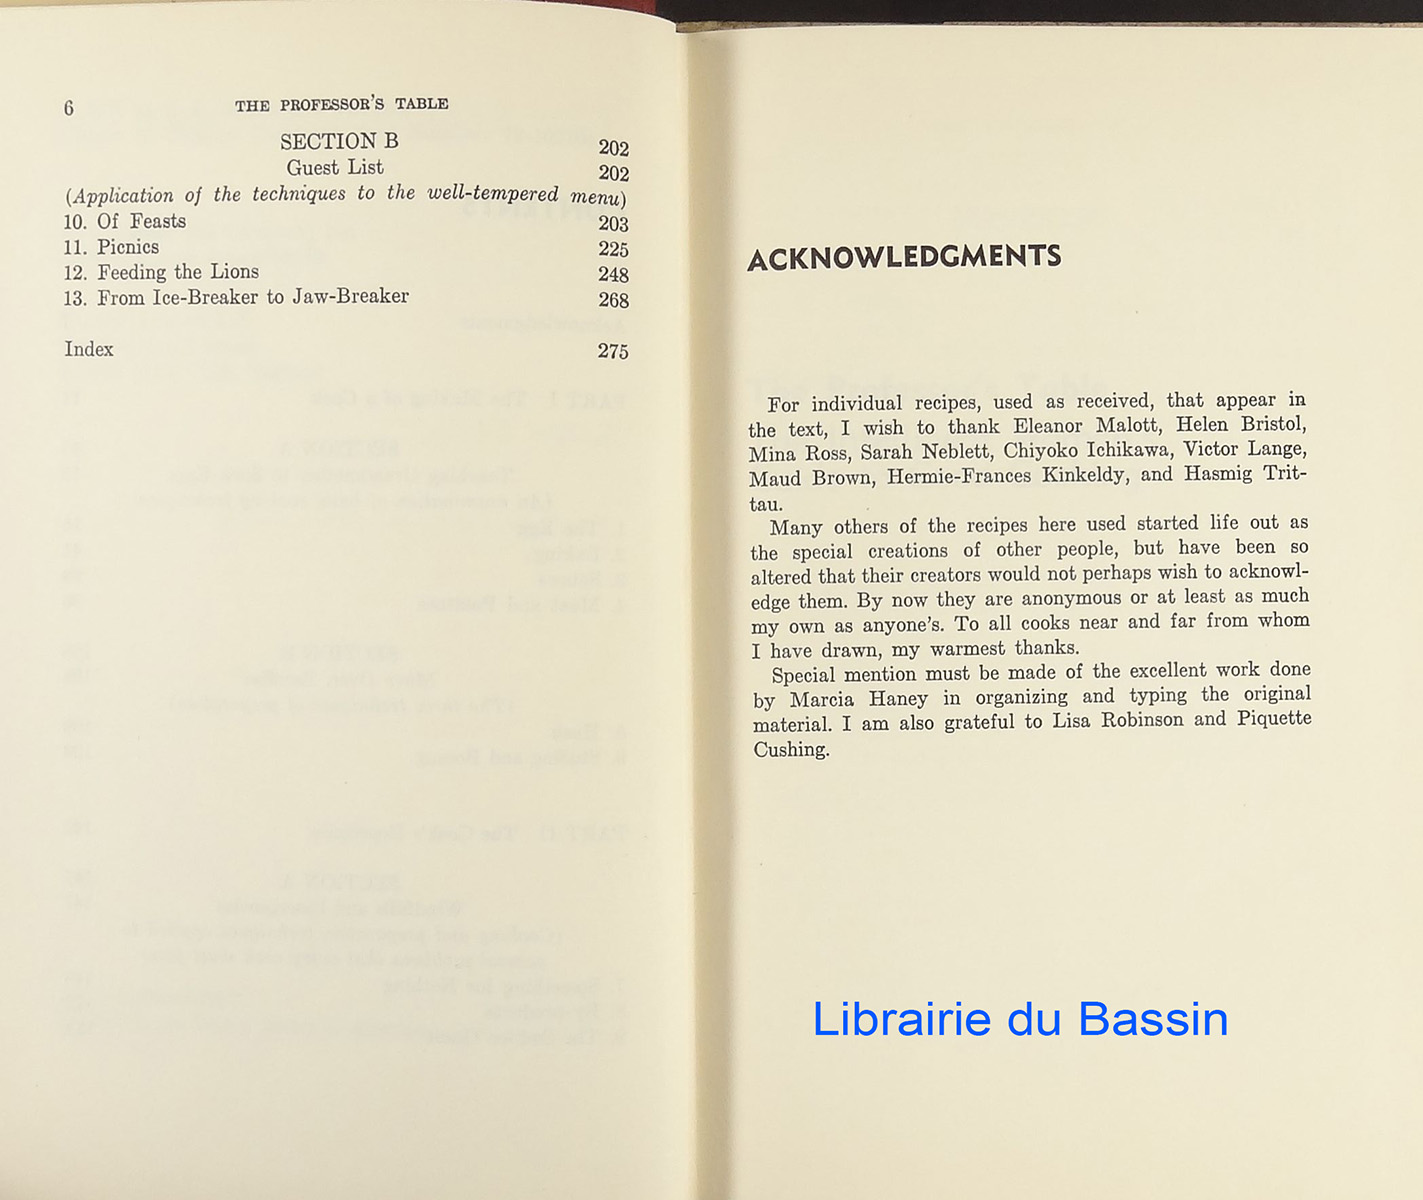 6 THE PROFESSOR'S TABLE
SECTION B 202
Guest List 202
(Application of the techniques to the well-tempered menu)
10. Of Feasts 203
11. Picnics 225
12. Feeding the Lions 248
13. From Ice-Breaker to Jaw-Breaker 268
Index 275
ACKNOWLEDGMENTS
For individual recipes, used as received, that appear in
the text, I wish to thank Eleanor Malott, Helen Bristol,
Mina Ross, Sarah Neblett, Chiyoko Ichikawa, Victor Lange,
Maud Brown, Hermie-Frances Kinkeldy, and Hasmig Trit-
tau.
Many others of the recipes here used started life out as
the special creations of other people, but have been so
altered that their creators would not perhaps wish to acknowl-
edge them. By now they are anonymous or at least as much
my own as anyone's. To all cooks near and far from whom
I have drawn, my warmest thanks.
Special mention must be made of the excellent work done
by Marcia Haney in organizing and typing the original
material. I am also grateful to Lisa Robinson and Piquette
Cushing.
Librairie du Bassin